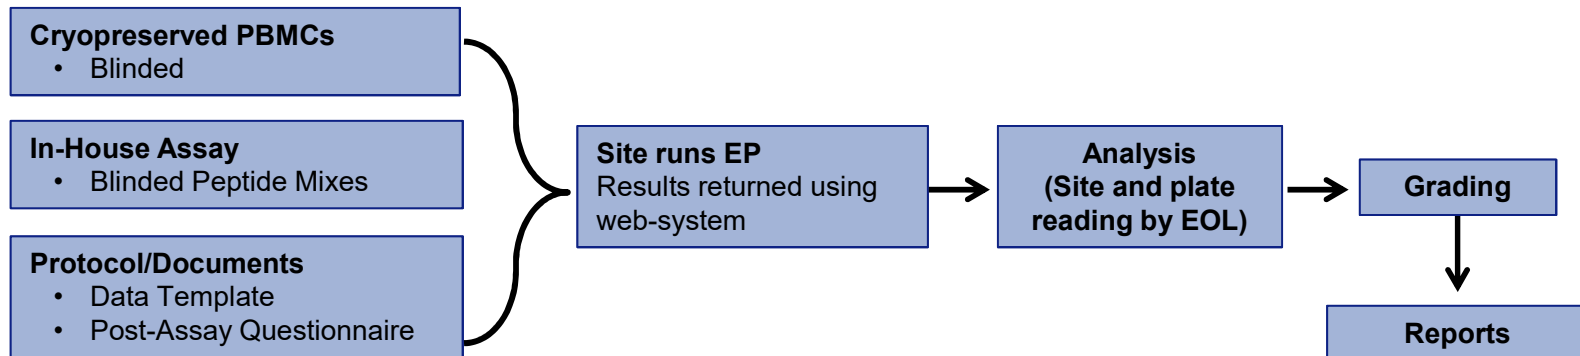 Cryopreserved PBMCs
• Blinded
In-House Assay
• Blinded Peptide Mixes
Protocol/Documents
• Data Template
• Post-Assay Questionnaire
Site runs EP
Results returned using
web-system
Analysis
(Site and plate
reading by EOL)
Grading
Reports